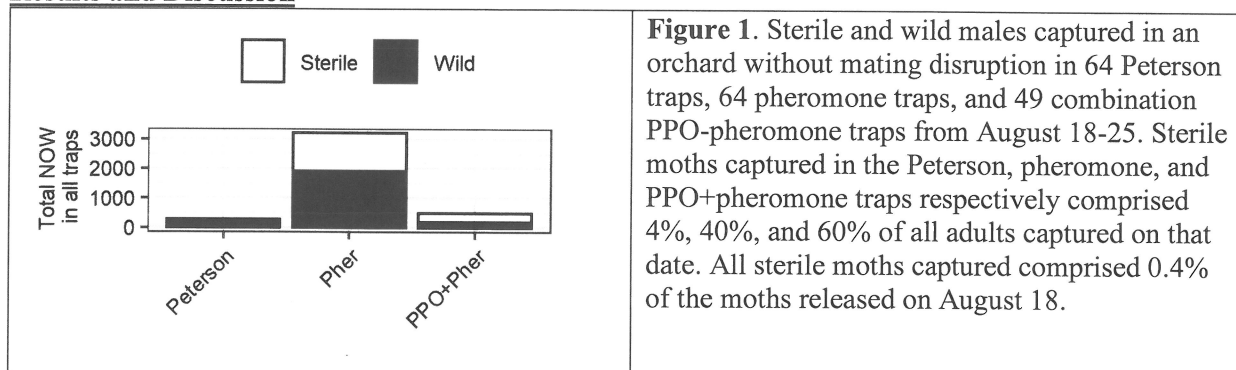 Results and Discussion
Sterile Wild
3000
2000
1000
0
Total NOW
in all traps
Peterson
Pher
PPO+Pher
Figure 1. Sterile and wild males captured in an
orchard without mating disruption in 64 Peterson
traps, 64 pheromone traps, and 49 combination
PPO-pheromone traps from August 18-25. Sterile
moths captured in the Peterson, pheromone, and
PPO+pheromone traps respectively comprised
4%, 40%, and 60% of all adults captured on that
date. All sterile moths captured comprised 0.4%
of the moths released on August 18.